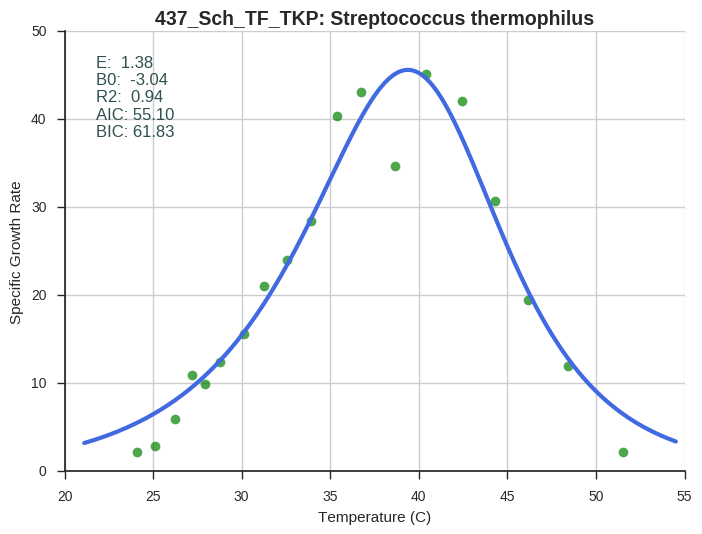 437_Sch_TF_TKP: Streptococcus thermophilus
E:  1.38
B0:  -3.04
R2:  0.94
AIC: 55.10
BIC: 61.83
Specific Growth Rate
50
40
30
20
10
0
20 25 30 35 40 45 50 55
Temperature (C)